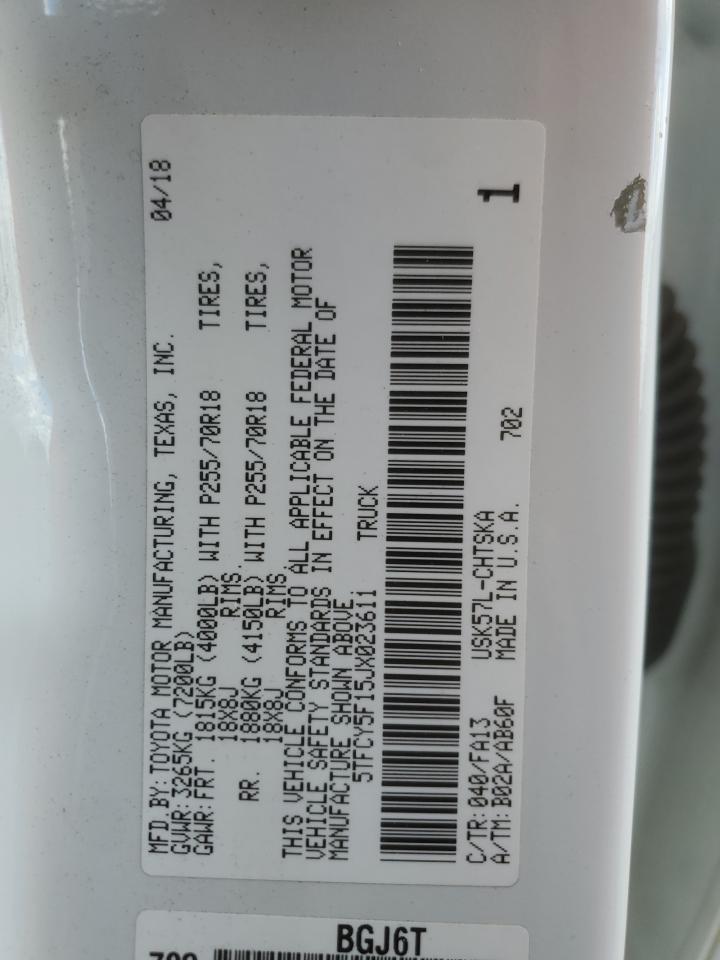 MFD.BY:TOYOTA MOTOR MANUFACTURING, TEXAS, INC. 04/18
GVWR:3265KG (7200LB)
GAWR:FRT. 1815KG (4000LB) WITH P255/70R18 TIRES,
18X8J RIMS.
RR. 1880KG (4150LB) WITH P255/70R18 TIRES,
18X8J RIMS
THIS VEHICLE CONFORMS TO ALL APPLICABLE FEDERAL MOTOR
VEHICLE SAFETY STANDARDS IN EFFECT ON THE DATE OF
MANUFACTURE SHOWN ABOVE.
5TFCY5F15JX023611 TRUCK
C/TR:040/FA13 USK57L-CHTSKA
A/TM:B02A/AB60F MADE IN U.S.A. 702
1
BGJ6T